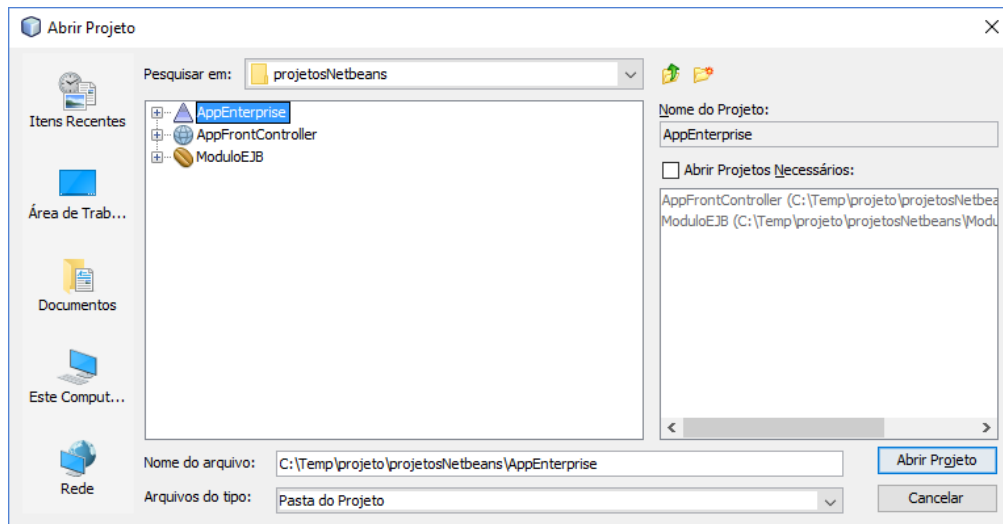 Abrir Projeto
Pesquisar em: projetosNetbeans
Itens Recentes
Área de Trab...
Documentos
Este Comput...
Rede
AppEnterprise
AppFrontController
ModuloEJB
Nome do Projeto:
AppEnterprise
Abrir Projetos Necessários:
AppFrontController (C:\Temp\projeto\projetosNetbea
ModuloEJB (C:\Temp\projeto\projetosNetbeans\Modu
Nome do arquivo: C:\Temp\projeto\projetosNetbeans\AppEnterprise
Arquivos do tipo: Pasta do Projeto
Abrir Projeto
Cancelar